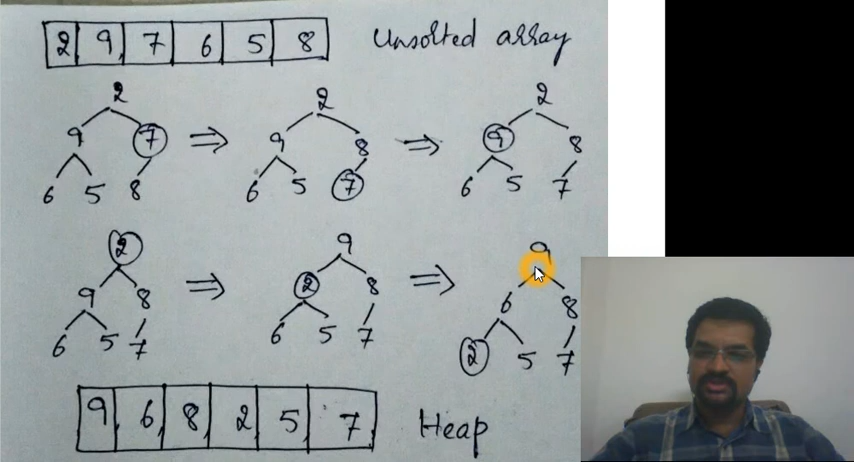 2 9 7 6 5 8 Unsorted array
2 2 2
9 7 ⇒ 9 8 ⇒ 9 8
6 5 8 6 5 7 6 5 7
2 9 9
9 8 ⇒ 2 8 ⇒ 6 8
6 5 7 6 5 7 2 5 7
9 6 8 2 5 7 Heap